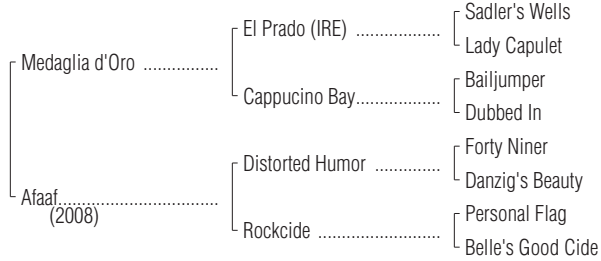 Sadler's Wells
El Prado (IRE) ..................
Lady Capulet
Medaglia d'Oro ................
Bailjumper
Cappucino Bay..................
Dubbed In
Forty Niner
Distorted Humor ..............
Danzig's Beauty
Afaaf..................................
(2008)
Personal Flag
Rockcide ..........................
Belle's Good Cide